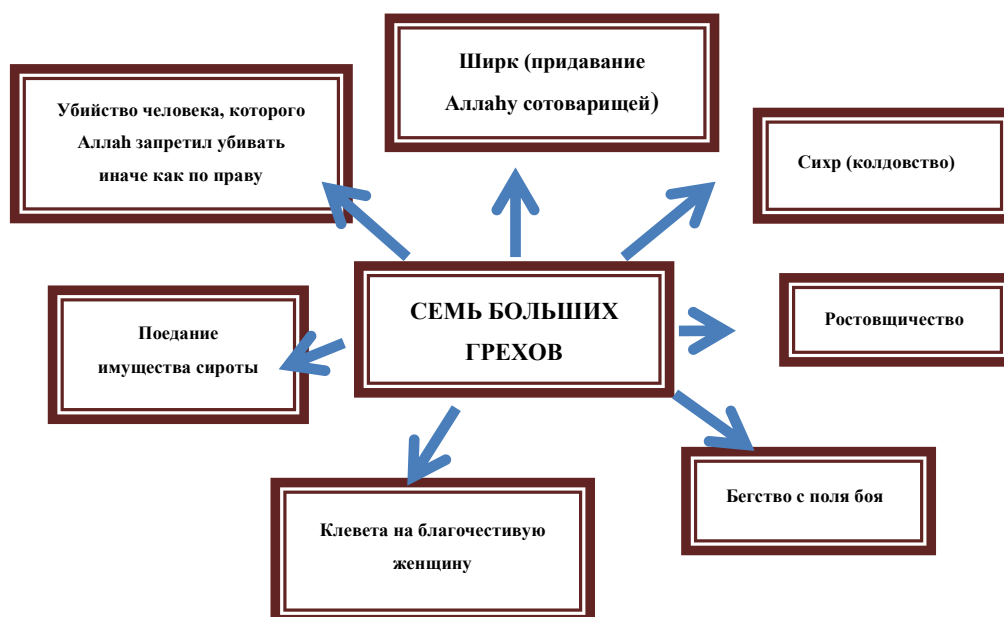 Ширк (придавание
Аллаһу сотоварищей)
Убийство человека, которого
Аллаһ запретил убивать
иначе как по праву
Сихр (колдовство)
СЕМЬ БОЛЬШИХ
ГРЕХОВ
Ростовщичество
Поедание
имущества сироты
Бегство с поля боя
Клевета на благочестивую
женщину